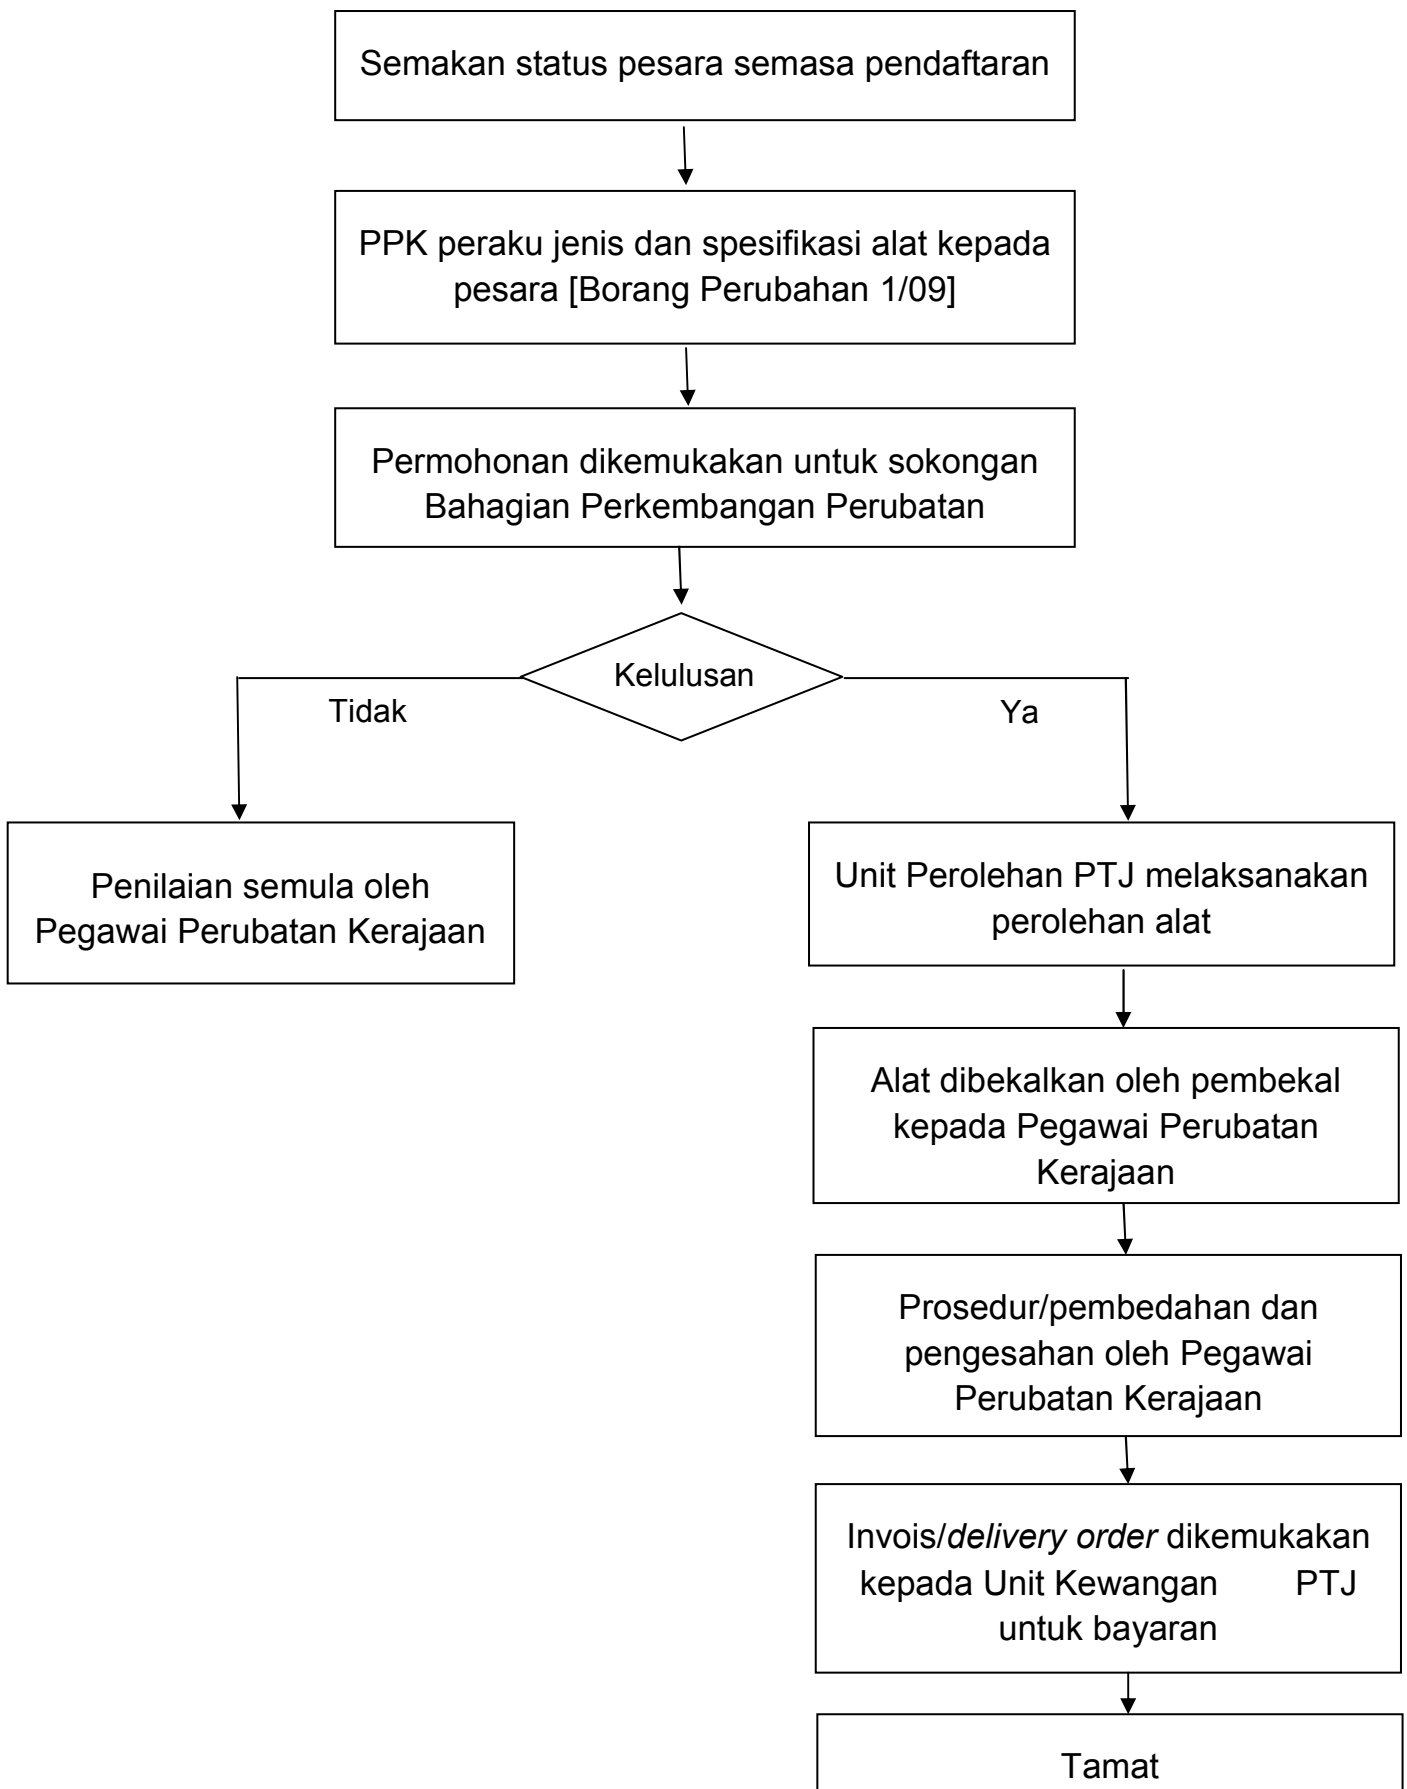 Semakan status pesara semasa pendaftaran
PPK peraku jenis dan spesifikasi alat kepada
pesara [Borang Perubahan 1/09]
Permohonan dikemukakan untuk sokongan
Bahagian Perkembangan Perubatan
Kelulusan
Tidak
Ya
Penilaian semula oleh
Pegawai Perubatan Kerajaan
Unit Perolehan PTJ melaksanakan
perolehan alat
Alat dibekalkan oleh pembekal
kepada Pegawai Perubatan
Kerajaan
Prosedur/pembedahan dan
pengesahan oleh Pegawai
Perubatan Kerajaan
Invois/delivery order dikemukakan
kepada Unit Kewangan PTJ
untuk bayaran
Tamat